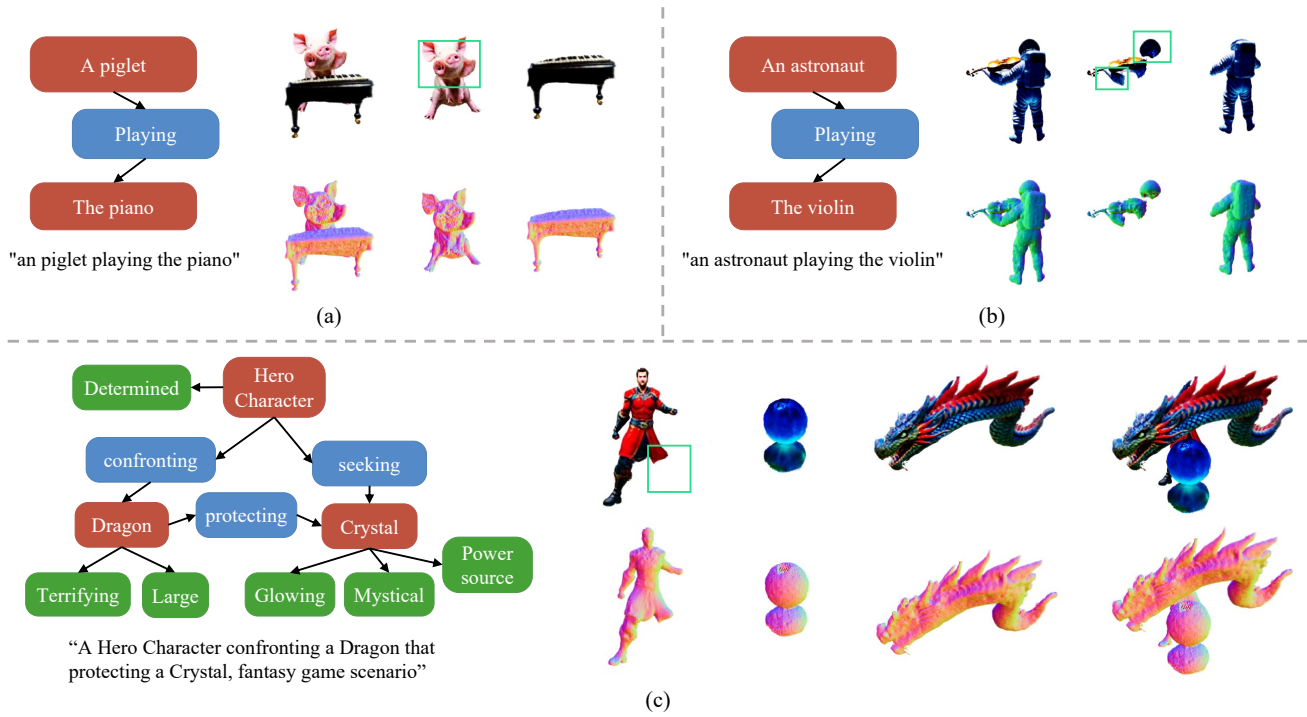 A piglet
Playing
The piano
"an piglet playing the piano"
(a)
An astronaut
Playing
The violin
"an astronaut playing the violin"
(b)
Hero
Character
Determined
confronting
seeking
Dragon
protecting
Crystal
Power
source
Terrifying
Large
Glowing
Mystical
“A Hero Character confronting a Dragon that
protecting a Crystal, fantasy game scenario”
(c)